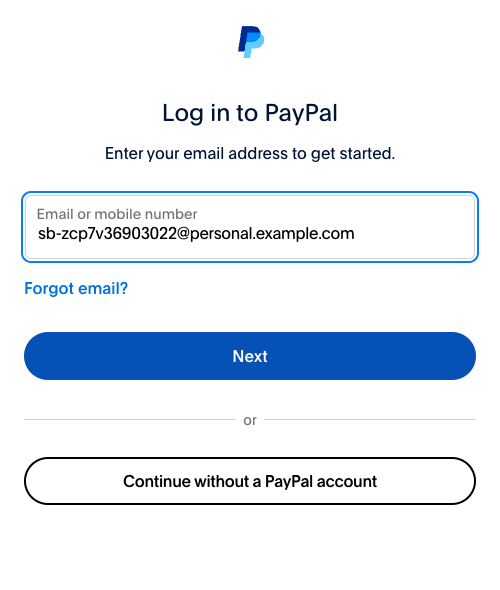 Log in to PayPal
Enter your email address to get started.
Email or mobile number
sb-zcp7v36903022@personal.example.com
Forgot email?
Next
or
Continue without a PayPal account